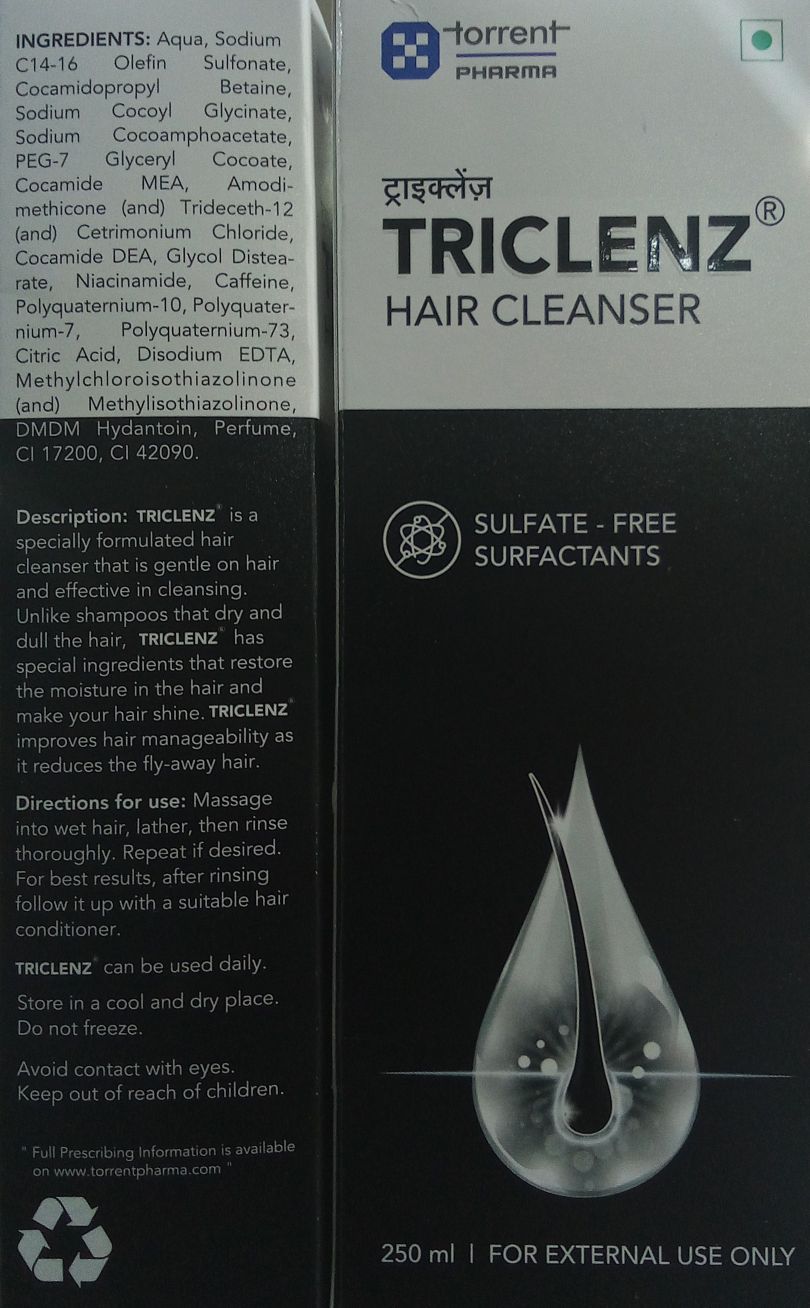 INGREDIENTS: Aqua, Sodium
C14-16 Olefin Sulfonate,
Cocamidopropyl Betaine,
Sodium Cocoyl Glycinate,
Sodium Cocoamphoacetate,
PEG-7 Glyceryl Cocoate,
Cocamide MEA, Amodi-
methicone (and) Trideceth-12
(and) Cetrimonium Chloride,
Cocamide DEA, Glycol Distea-
rate, Niacinamide, Caffeine,
Polyquaternium-10, Polyquater-
nium-7, Polyquaternium-73,
Citric Acid, Disodium EDTA,
Methylchloroisothiazolinone
(and) Methylisothiazolinone,
DMDM Hydantoin, Perfume,
CI 17200, CI 42090.
Description: TRICLENZ® is a
specially formulated hair
cleanser that is gentle on hair
and effective in cleansing.
Unlike shampoos that dry and
dull the hair, TRICLENZ® has
special ingredients that restore
the moisture in the hair and
make your hair shine. TRICLENZ®
improves hair manageability as
it reduces the fly-away hair.
Directions for use: Massage
into wet hair, lather, then rinse
thoroughly. Repeat if desired.
For best results, after rinsing
follow it up with a suitable hair
conditioner.
TRICLENZ® can be used daily.
Store in a cool and dry place.
Do not freeze.
Avoid contact with eyes.
Keep out of reach of children.
" Full Prescribing Information is available
on www.torrentpharma.com "
torrent
PHARMA
ट्राइक्लेंज़
TRICLENZ®
HAIR CLEANSER
SULFATE - FREE
SURFACTANTS
250 ml | FOR EXTERNAL USE ONLY